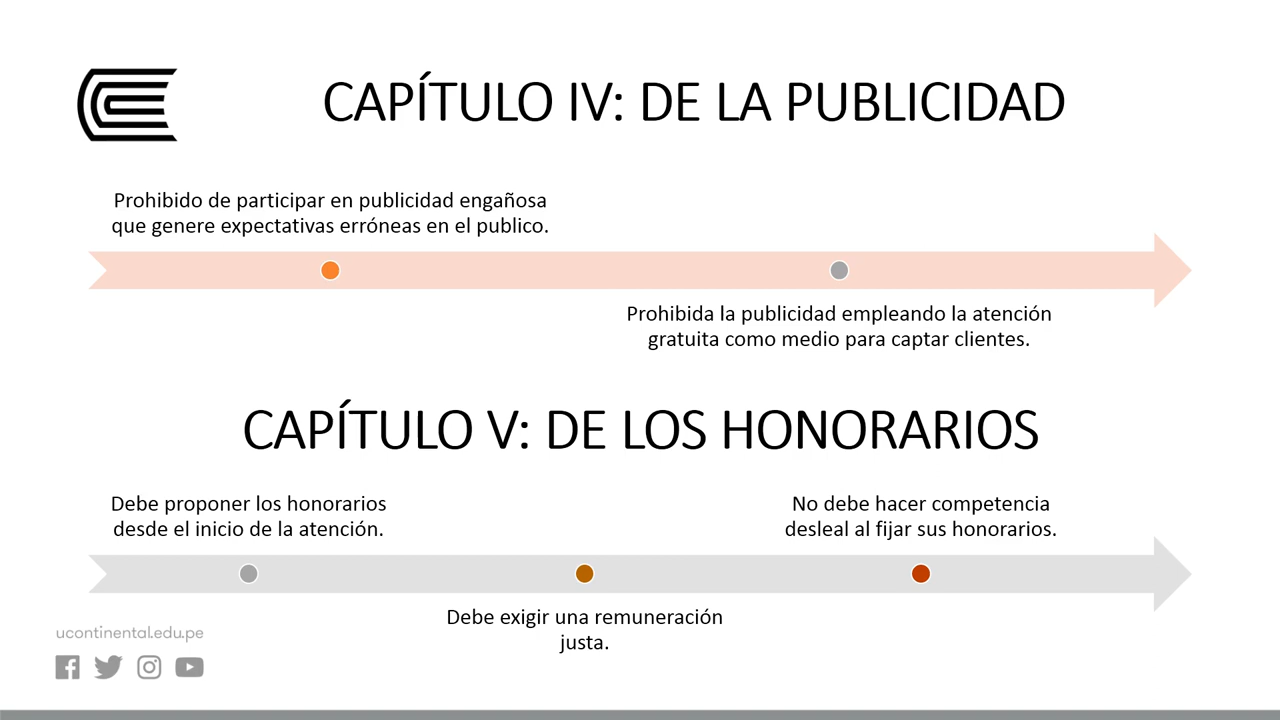 CAPÍTULO IV: DE LA PUBLICIDAD
Prohibido de participar en publicidad engañosa
que genere expectativas erróneas en el publico.
Prohibida la publicidad empleando la atención
gratuita como medio para captar clientes.
CAPÍTULO V: DE LOS HONORARIOS
Debe proponer los honorarios
desde el inicio de la atención.
No debe hacer competencia
desleal al fijar sus honorarios.
Debe exigir una remuneración
justa.
ucontinental.edu.pe